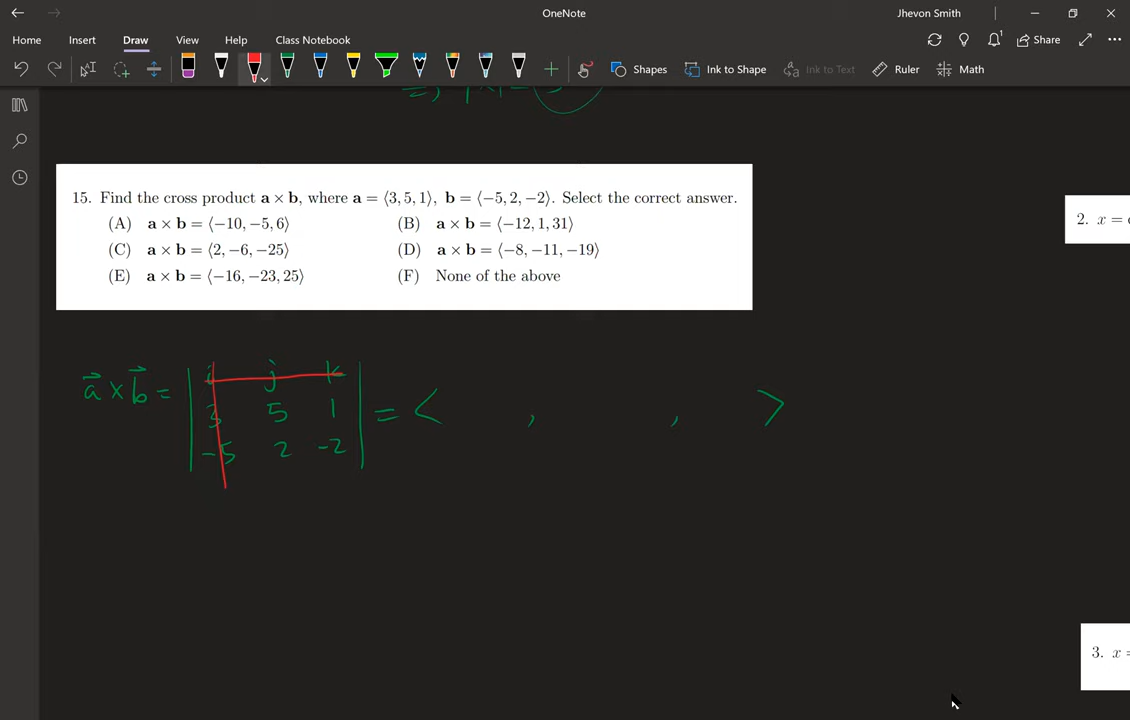 OneNote
Jhevon Smith
Home Insert Draw View Help Class Notebook
1 Share
Shapes Ink to Shape Ink to Text Ruler Math
15. Find the cross product a × b, where a = ⟨3, 5, 1⟩, b = ⟨−5, 2, −2⟩. Select the correct answer.
(A) a × b = ⟨−10, −5, 6⟩ (B) a × b = ⟨−12, 1, 31⟩
(C) a × b = ⟨2, −6, −25⟩ (D) a × b = ⟨−8, −11, −19⟩
(E) a × b = ⟨−16, −23, 25⟩ (F) None of the above
2. x =
i j k
a⃗ × b⃗ = | 3 5 1 | = < , , >
-5 2 -2
3. x =